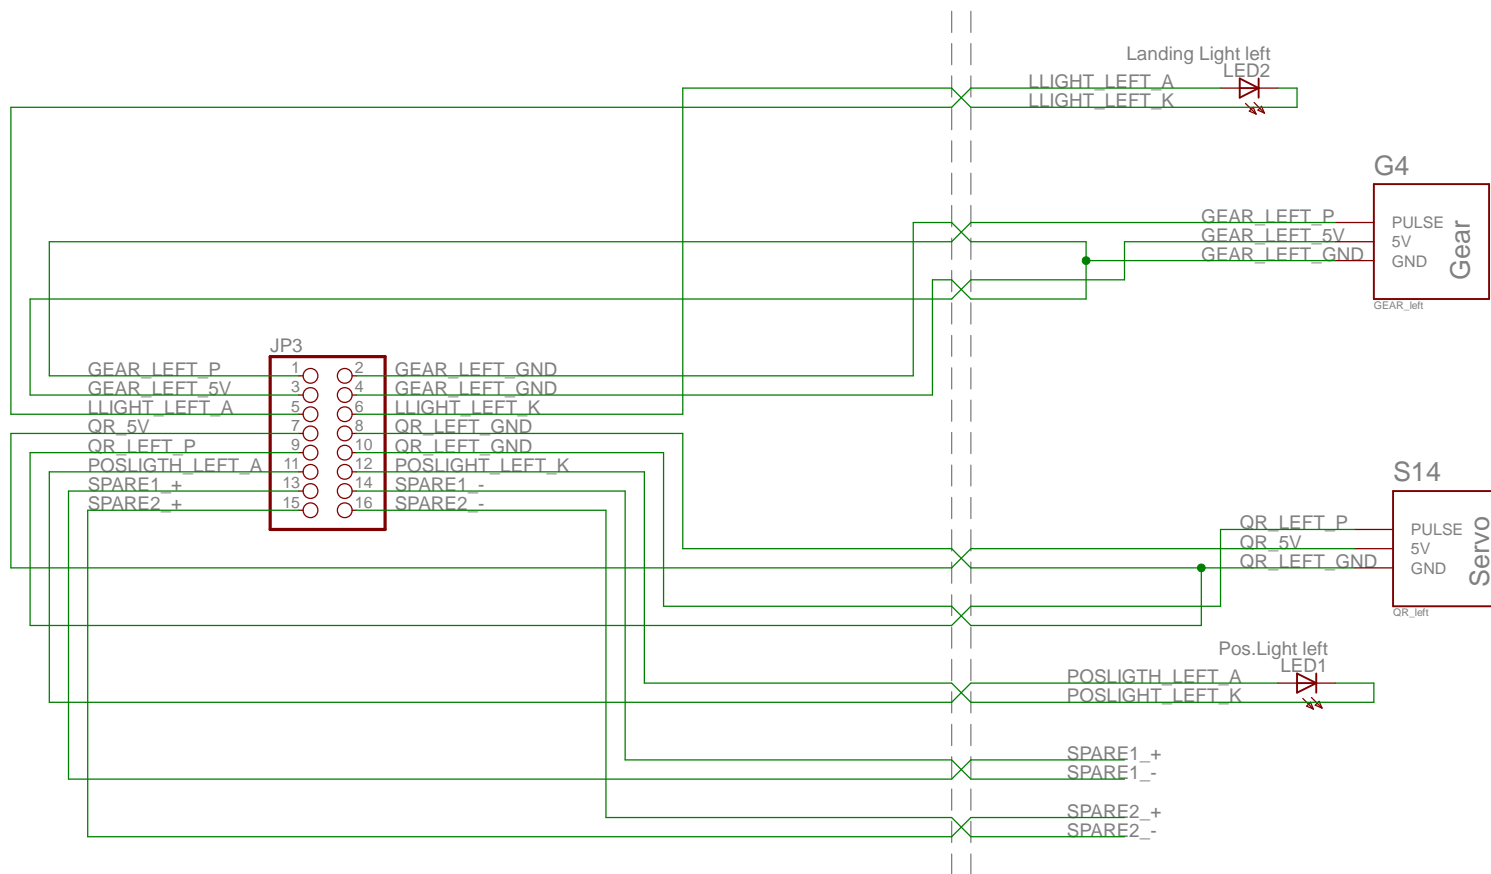 Landing Light left
LED2
LLIGHT_LEFT_A
LLIGHT_LEFT_K
G4
GEAR_LEFT_P
GEAR_LEFT_5V
GEAR_LEFT_GND
PULSE
5V
GND
Gear
GEAR_left
JP3
GEAR_LEFT_P 1 2 GEAR_LEFT_GND
GEAR_LEFT_5V 3 4 GEAR_LEFT_GND
LLIGHT_LEFT_A 5 6 LLIGHT_LEFT_K
QR_5V 7 8 QR_LEFT_GND
QR_LEFT_P 9 10 QR_LEFT_GND
POSLIGTH_LEFT_A 11 12 POSLIGHT_LEFT_K
SPARE1_+ 13 14 SPARE1_-
SPARE2_+ 15 16 SPARE2_-
S14
QR_LEFT_P
QR_5V
QR_LEFT_GND
PULSE
5V
GND
Servo
QR_left
Pos.Light left
LED1
POSLIGTH_LEFT_A
POSLIGHT_LEFT_K
SPARE1_+
SPARE1_-
SPARE2_+
SPARE2_-